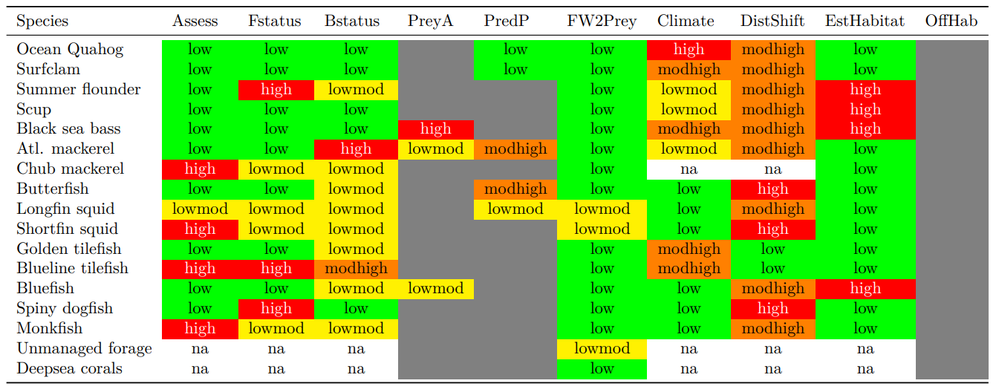 Species Assess Fstatus Bstatus PreyA PredP FW2Prey Climate DistShift EstHabitat OffHab
Ocean Quahog low low low low low high modhigh low
Surfclam low low low low low modhigh modhigh low
Summer flounder low high lowmod low lowmod modhigh high
Scup low low low low lowmod modhigh high
Black sea bass low low low high low modhigh modhigh high
Atl. mackerel low low high lowmod modhigh low lowmod modhigh low
Chub mackerel high lowmod lowmod low na na low
Butterfish low low lowmod modhigh low low high low
Longfin squid lowmod lowmod lowmod lowmod lowmod low modhigh low
Shortfin squid high lowmod lowmod lowmod low high low
Golden tilefish low low lowmod low modhigh low low
Blueline tilefish high high modhigh low modhigh low low
Bluefish low low lowmod lowmod low low modhigh high
Spiny dogfish low high low low low high low
Monkfish high lowmod lowmod low low modhigh low
Unmanaged forage na na na lowmod na na na
Deepsea corals na na na low na na na